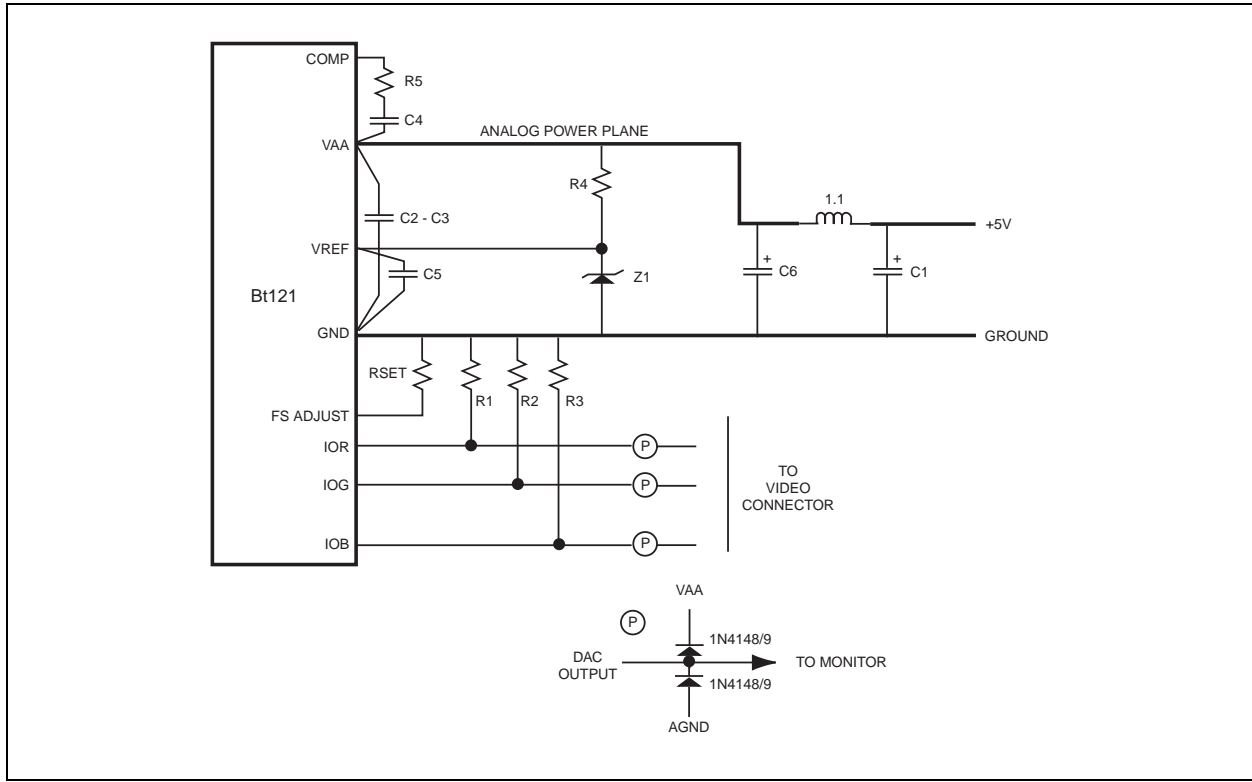 COMP
R5
C4
ANALOG POWER PLANE
VAA
R4
1.1
C2 - C3
+5V
VREF
+
+
C5
Z1
C6
C1
Bt121
GND
GROUND
RSET
R1
R2
R3
FS ADJUST
IOR
P
IOG
P
TO
VIDEO
CONNECTOR
IOB
P
VAA
P
1N4148/9
DAC
OUTPUT
TO MONITOR
1N4148/9
AGND